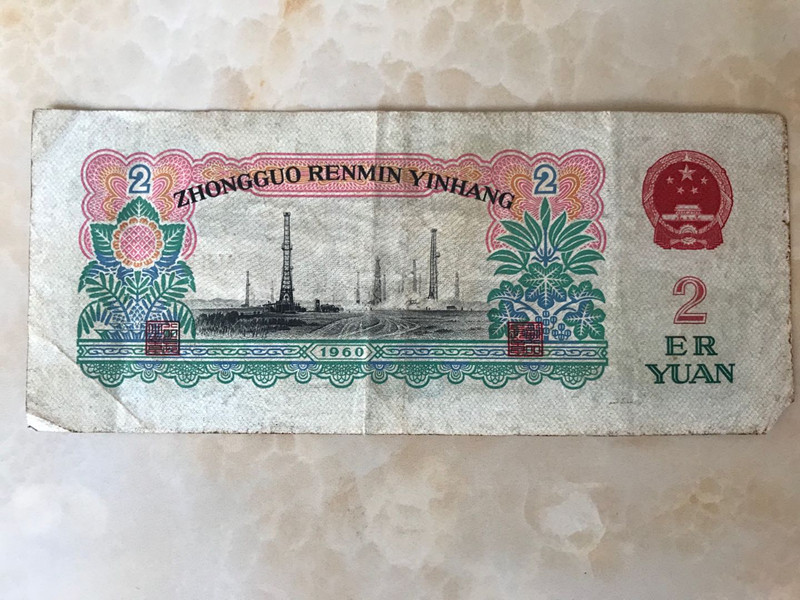 2
2
ZHONGGUO RENMIN YINHANG
1960
2
ER
YUAN